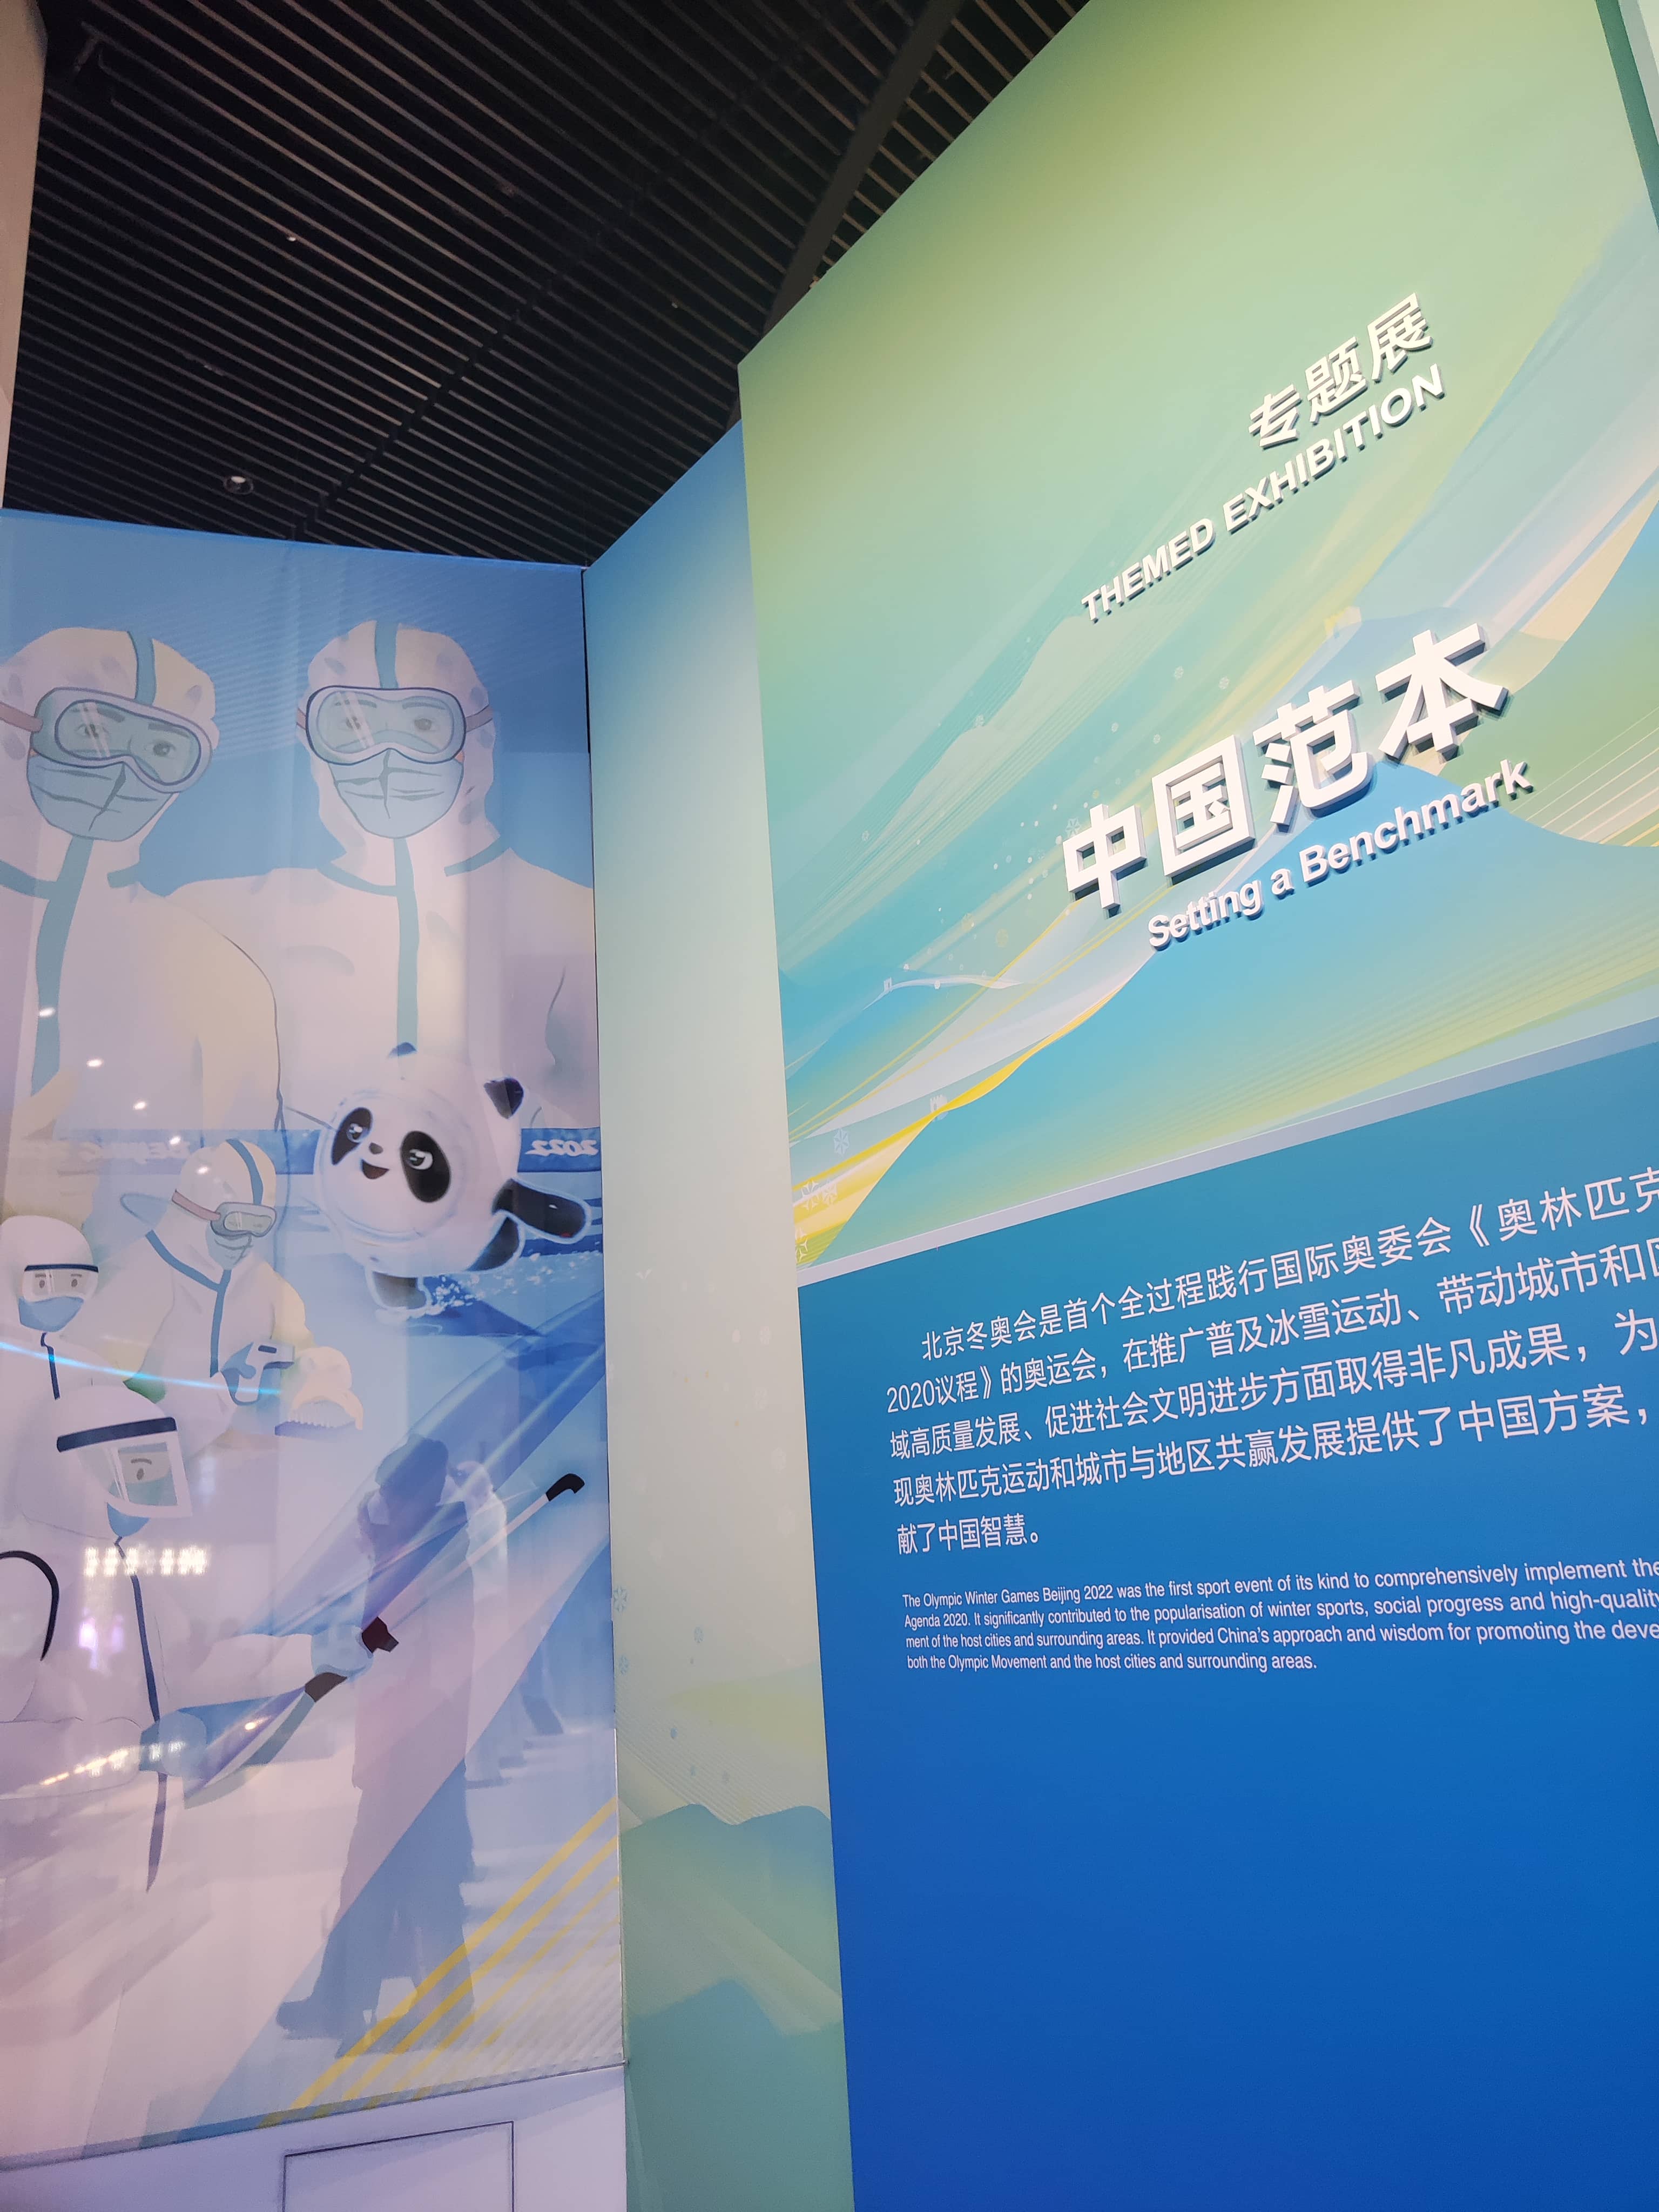 专题展
THEMED EXHIBITION
中国范本
Setting a Benchmark
北京冬奥会是首个全过程践行国际奥委会《奥林匹克
2020议程》的奥运会，在推广普及冰雪运动、带动城市和区
域高质量发展、促进社会文明进步方面取得非凡成果，为
现奥林匹克运动和城市与地区共赢发展提供了中国方案，
献了中国智慧。
The Olympic Winter Games Beijing 2022 was the first sport event of its kind to comprehensively implement the
Agenda 2020. It significantly contributed to the popularisation of winter sports, social progress and high-quality
ment of the host cities and surrounding areas. It provided China's approach and wisdom for promoting the deve
both the Olympic Movement and the host cities and surrounding areas.
2022